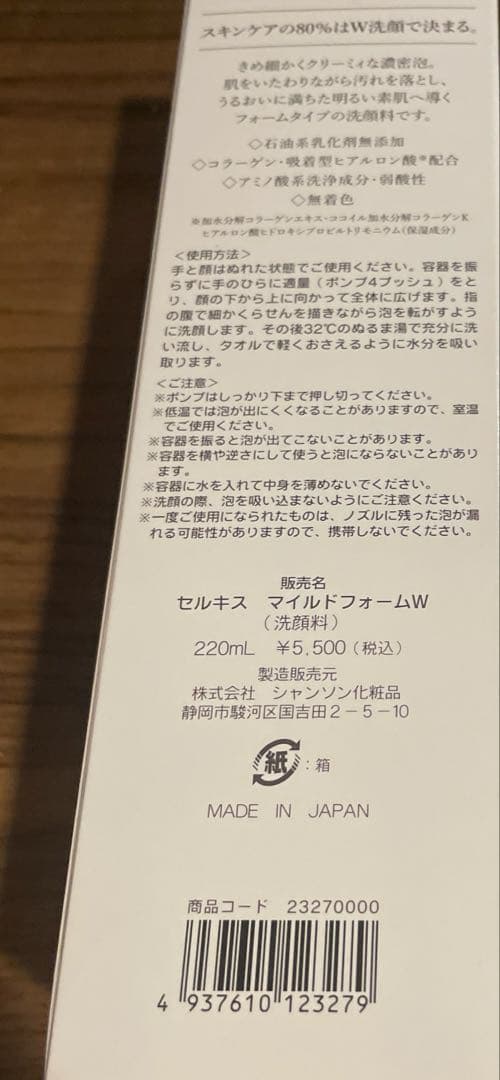 スキンケアの80%はW洗顔で決まる。
きめ細かくクリーミィな濃密泡。
肌をいたわりながら汚れを落とし、
うるおいに満ちた明るい素肌へ導く
フォームタイプの洗顔料です。
◇石油系乳化剤無添加
◇コラーゲン・吸着型ヒアルロン酸※配合
◇アミノ酸系洗浄成分・弱酸性
◇無着色
※加水分解コラーゲンエキス・ココイル加水分解コラーゲンK
ヒアルロン酸ヒドロキシプロピルトリモニウム(保湿成分)
<使用方法>
手と顔はぬれた状態でご使用ください。容器を振
らずに手のひらに適量（ポンプ4プッシュ）をと
り、顔の下から上に向かって全体に広げます。指
の腹で細かくらせんを描きながら泡を転がすよう
に洗顔します。その後32℃のぬるま湯で充分に洗
い流し、タオルで軽くおさえるように水分を吸い
取ります。
<ご注意>
※ポンプはしっかり下まで押し切ってください。
※低温では泡が出にくくなることがありますので、室温
でご使用ください。
※容器を振ると泡が出てこないことがあります。
※容器を横や逆さにして使うと泡にならないことがあり
ます。
※容器に水を入れて中身を薄めないでください。
※洗顔の際、泡を吸い込まないようにご注意ください。
※一度ご使用になられたものは、ノズルに残った泡が漏
れる可能性がありますので、携帯しないでください。
販売名
セルキス マイルドフォームW
（洗顔料）
220mL ¥5,500（税込）
製造販売元
株式会社 シャンソン化粧品
静岡市駿河区国吉田2－5－10
紙：箱
MADE IN JAPAN
商品コード 23270000
4 937610 123279